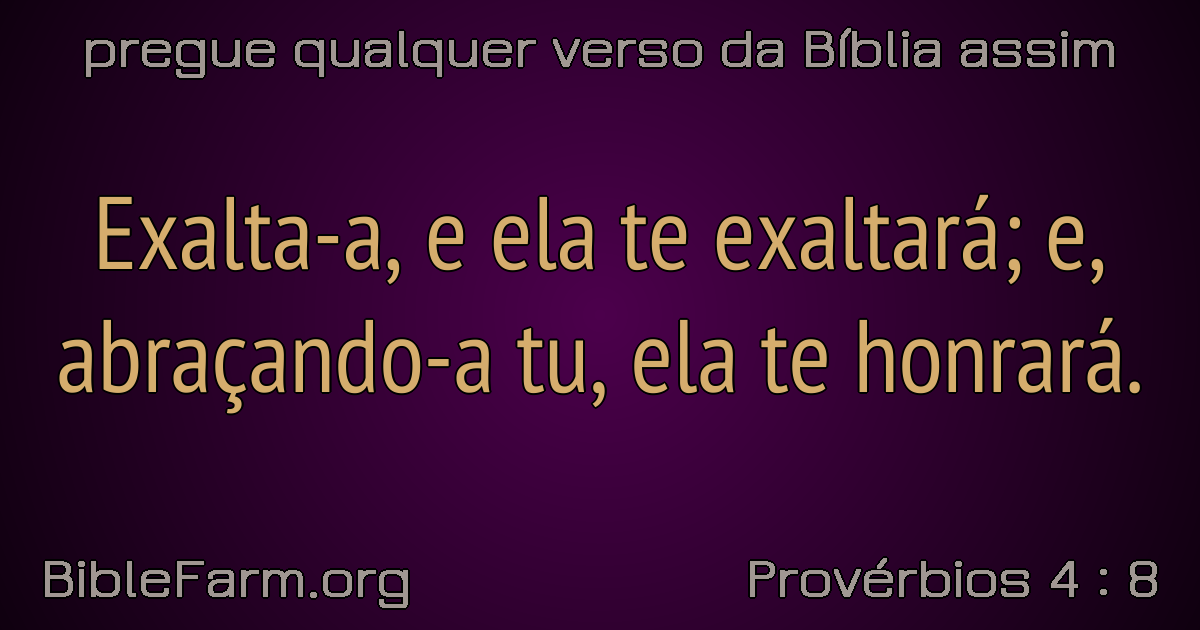 pregue qualquer verso da Bíblia assim
Exalta-a, e ela te exaltará; e,
abraçando-a tu, ela te honrará.
BibleFarm.org
Provérbios 4 : 8